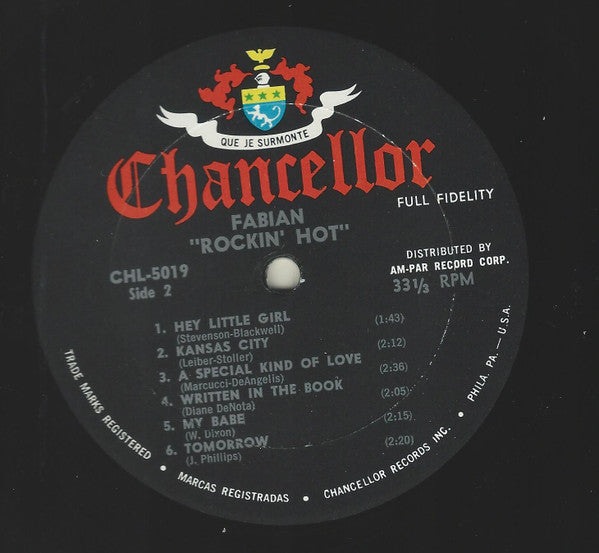 QUE JE SURMONTE
Chancellor
FULL FIDELITY
FABIAN
"ROCKIN' HOT"
DISTRIBUTED BY
AM-PAR RECORD CORP.
CHL-5019
Side 2
33 1/3 RPM
1. HEY LITTLE GIRL (1:43)
(Stevenson-Blackwell)
2. KANSAS CITY (2:12)
(Leiber-Stoller)
3. A SPECIAL KIND OF LOVE (2:36)
(Marcucci-DeAngelis)
4. WRITTEN IN THE BOOK (2:05)
(Diane DeNota)
5. MY BABE (2:15)
(W. Dixon)
6. TOMORROW (2:20)
(J. Phillips)
TRADE MARKS REGISTERED • MARCAS REGISTRADAS • CHANCELLOR RECORDS INC. • PHILA, PA. — U.S.A.